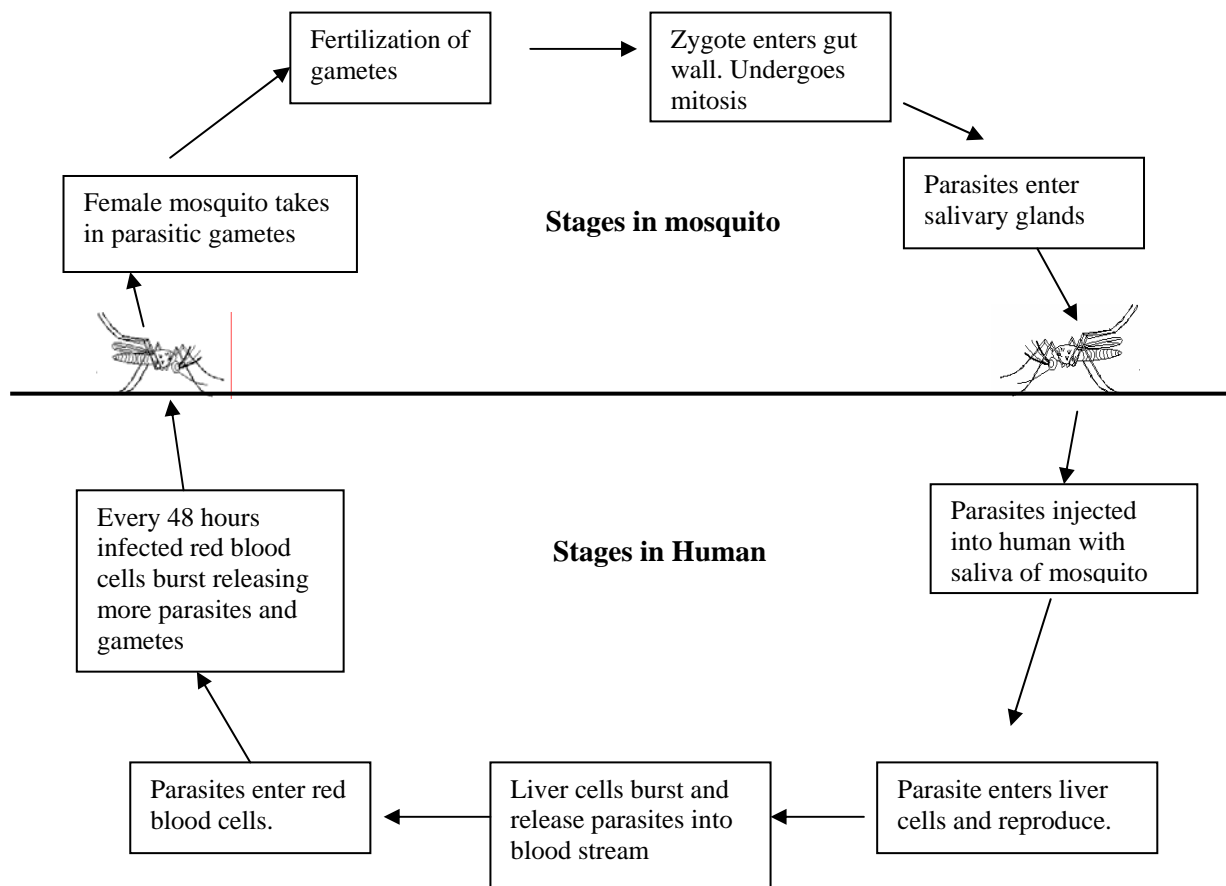 Fertilization of
gametes
Zygote enters gut
wall. Undergoes
mitosis
Female mosquito takes
in parasitic gametes
Stages in mosquito
Parasites enter
salivary glands
Every 48 hours
infected red blood
cells burst releasing
more parasites and
gametes
Stages in Human
Parasites injected
into human with
saliva of mosquito
Parasites enter red
blood cells.
Liver cells burst and
release parasites into
blood stream
Parasite enters liver
cells and reproduce.